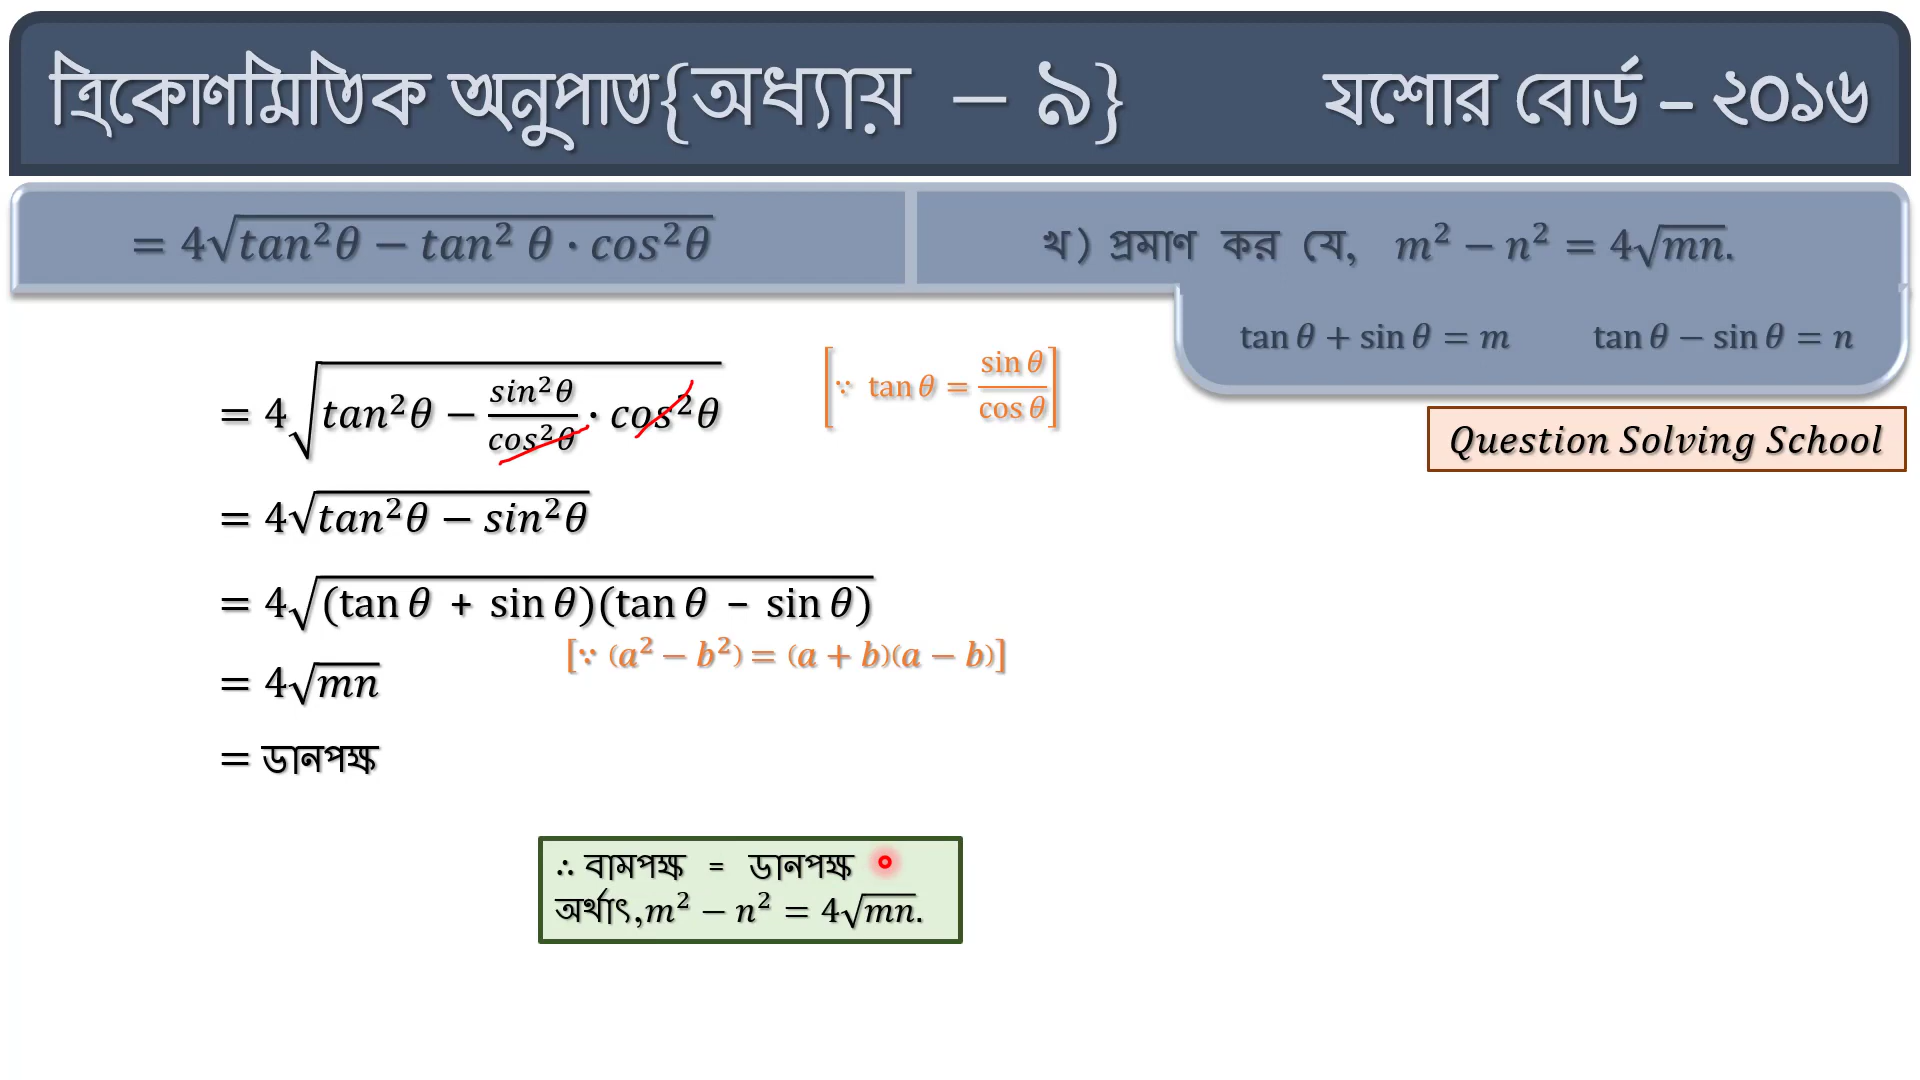 ত্রিকোণমিতিক অনুপাত{অধ্যায় – ৯} যশোর বোর্ড – ২০১৬
= 4√(tan²θ − tan² θ · cos²θ) খ) প্রমাণ কর যে, m² − n² = 4√mn.
tan θ + sin θ = m tan θ − sin θ = n
= 4√(tan²θ − sin²θ/cos²θ · cos²θ) [∵ tan θ = sin θ/cos θ]
Question Solving School
= 4√(tan²θ − sin²θ)
= 4√((tan θ + sin θ)(tan θ − sin θ))
[∵ (a² − b²) = (a + b)(a − b)]
= 4√mn
= ডানপক্ষ
∴ বামপক্ষ = ডানপক্ষ
অর্থাৎ,m² − n² = 4√mn.